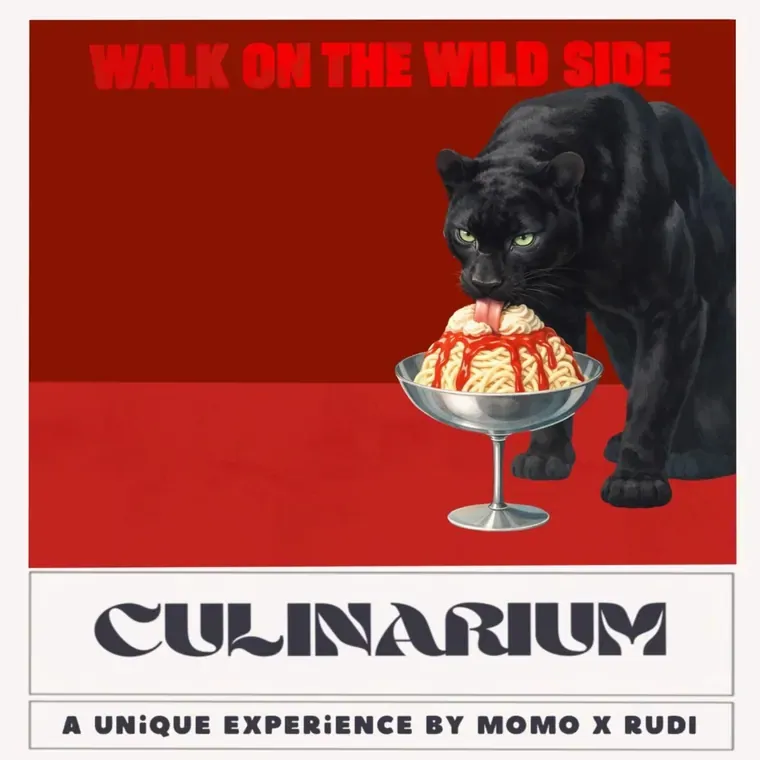 WALK ON THE WILD SIDE
CULINARIUM
A UNiQUE EXPERiENCE BY MOMO X RUDI